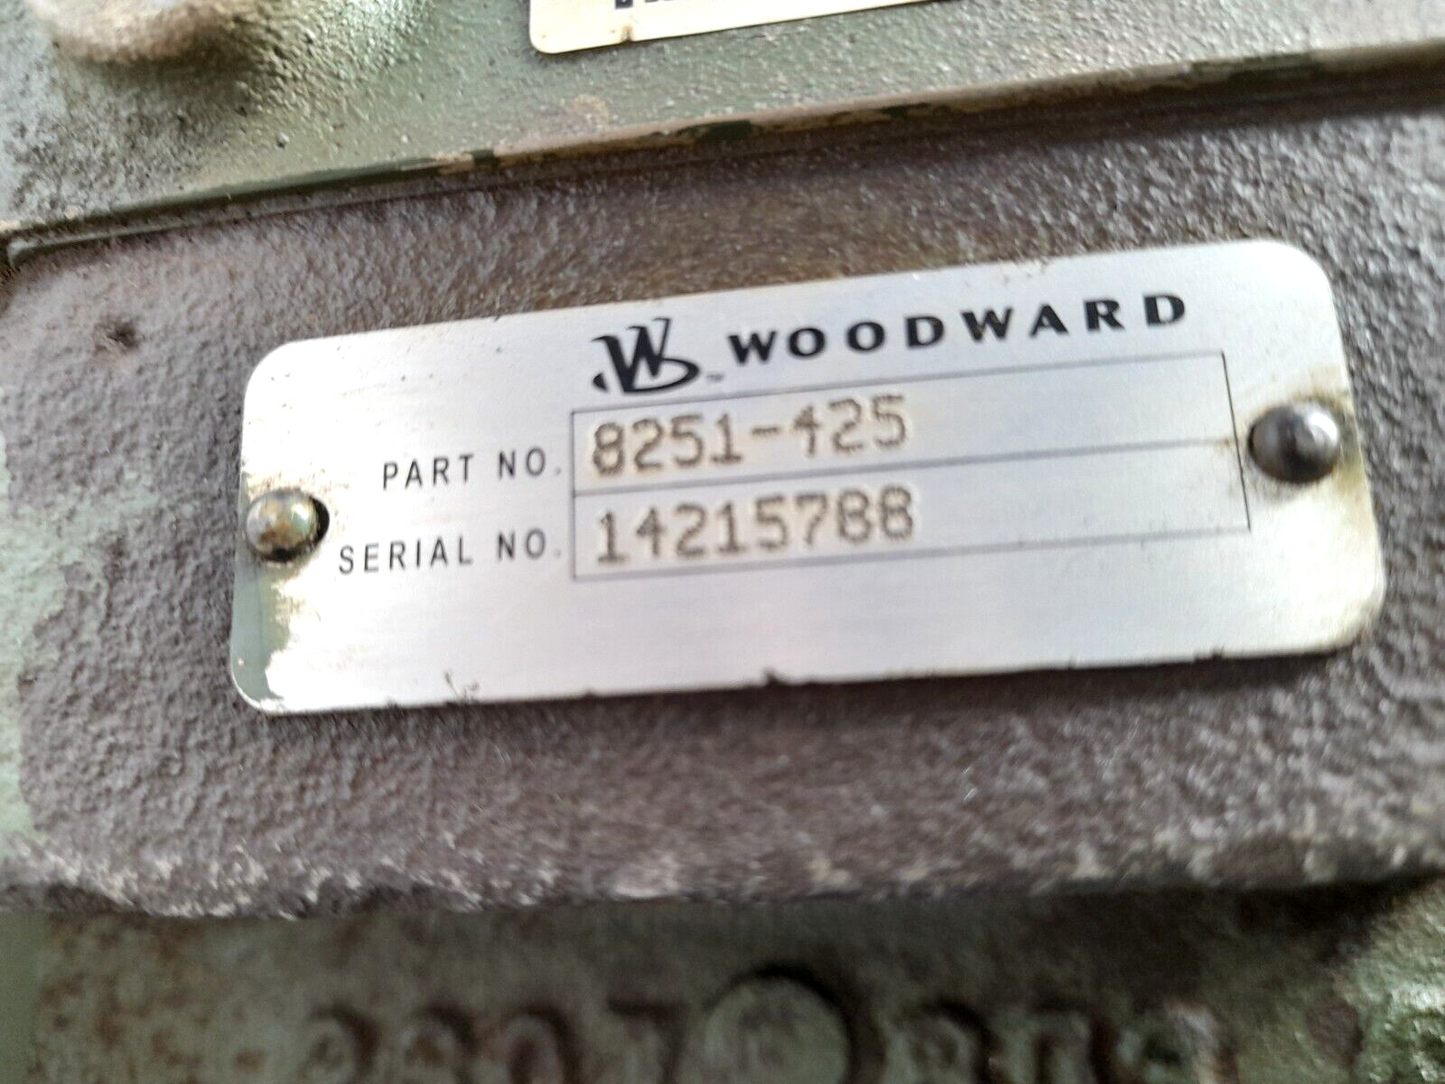 WOODWARD
PART NO. 8251-425
SERIAL NO. 14215788